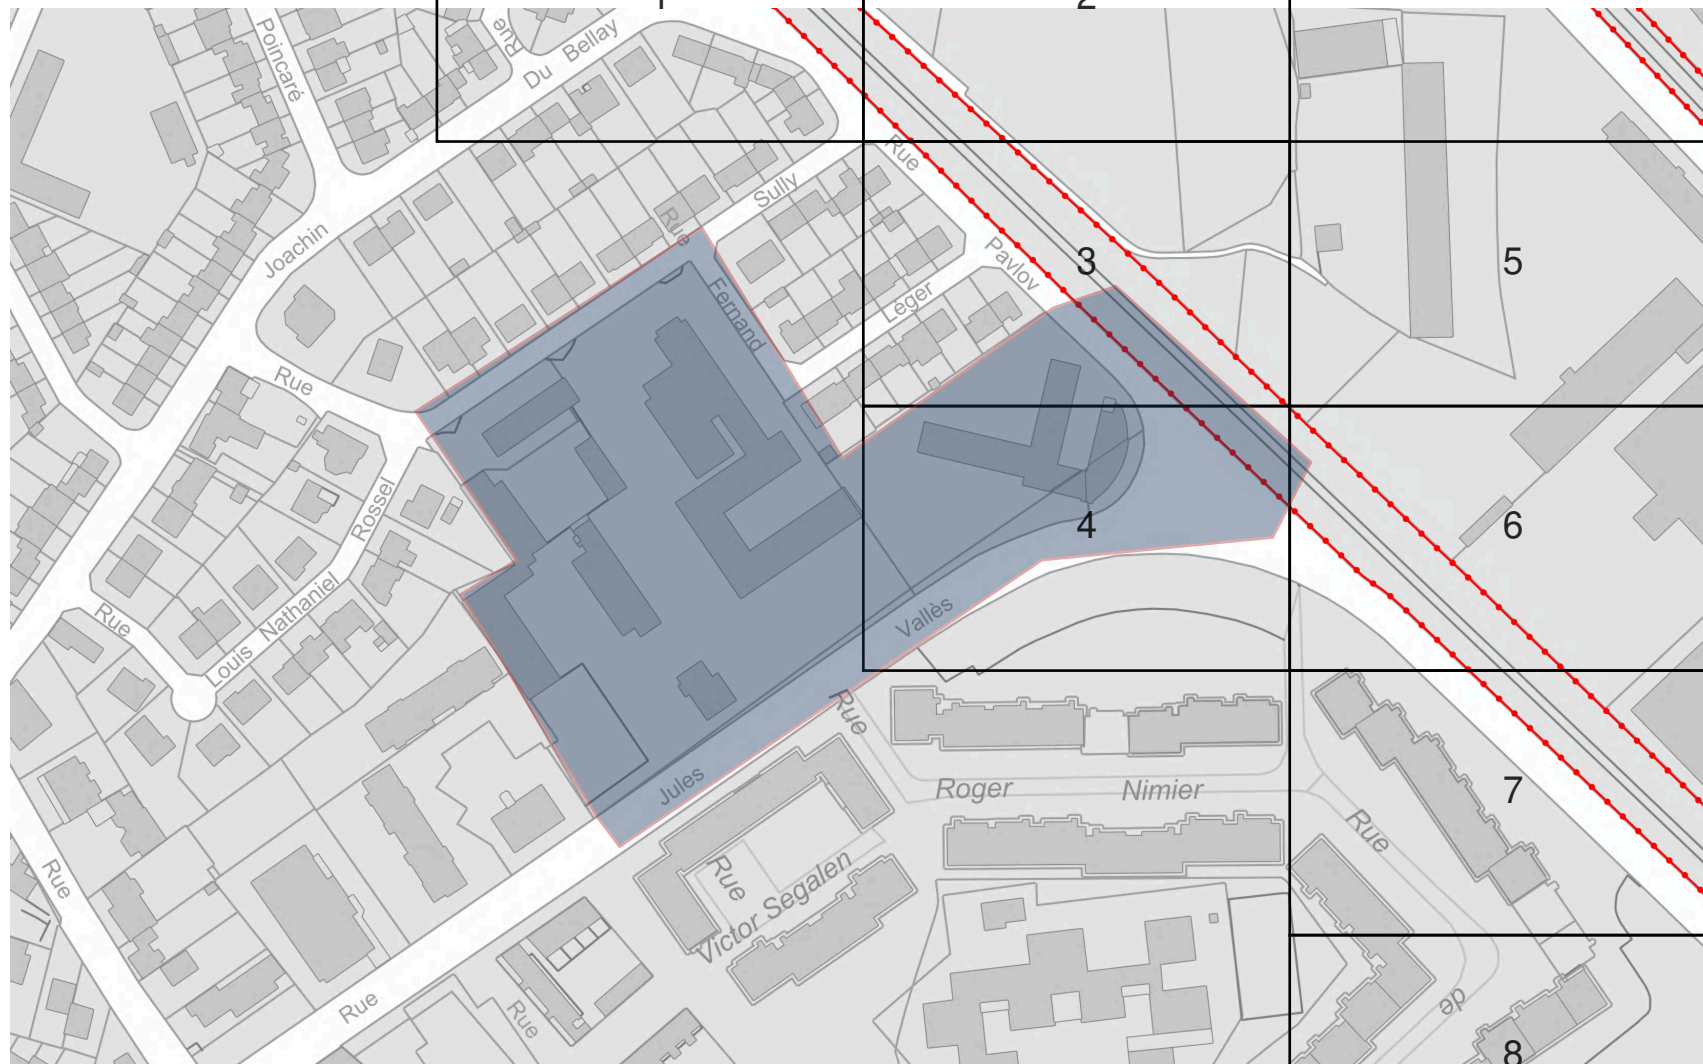 1
2
Poincaré
Rue
Du Bellay
Rue
Sully
Rue
Joachin
Pavlov
3
5
Léger
Fernand
Rue
Rossel
4
6
Louis Nathaniel
Rue
Vallès
Rue
Jules
Roger Nimier
7
Rue
Rue
Victor Segalen
Rue
Rue
Rue
de
8